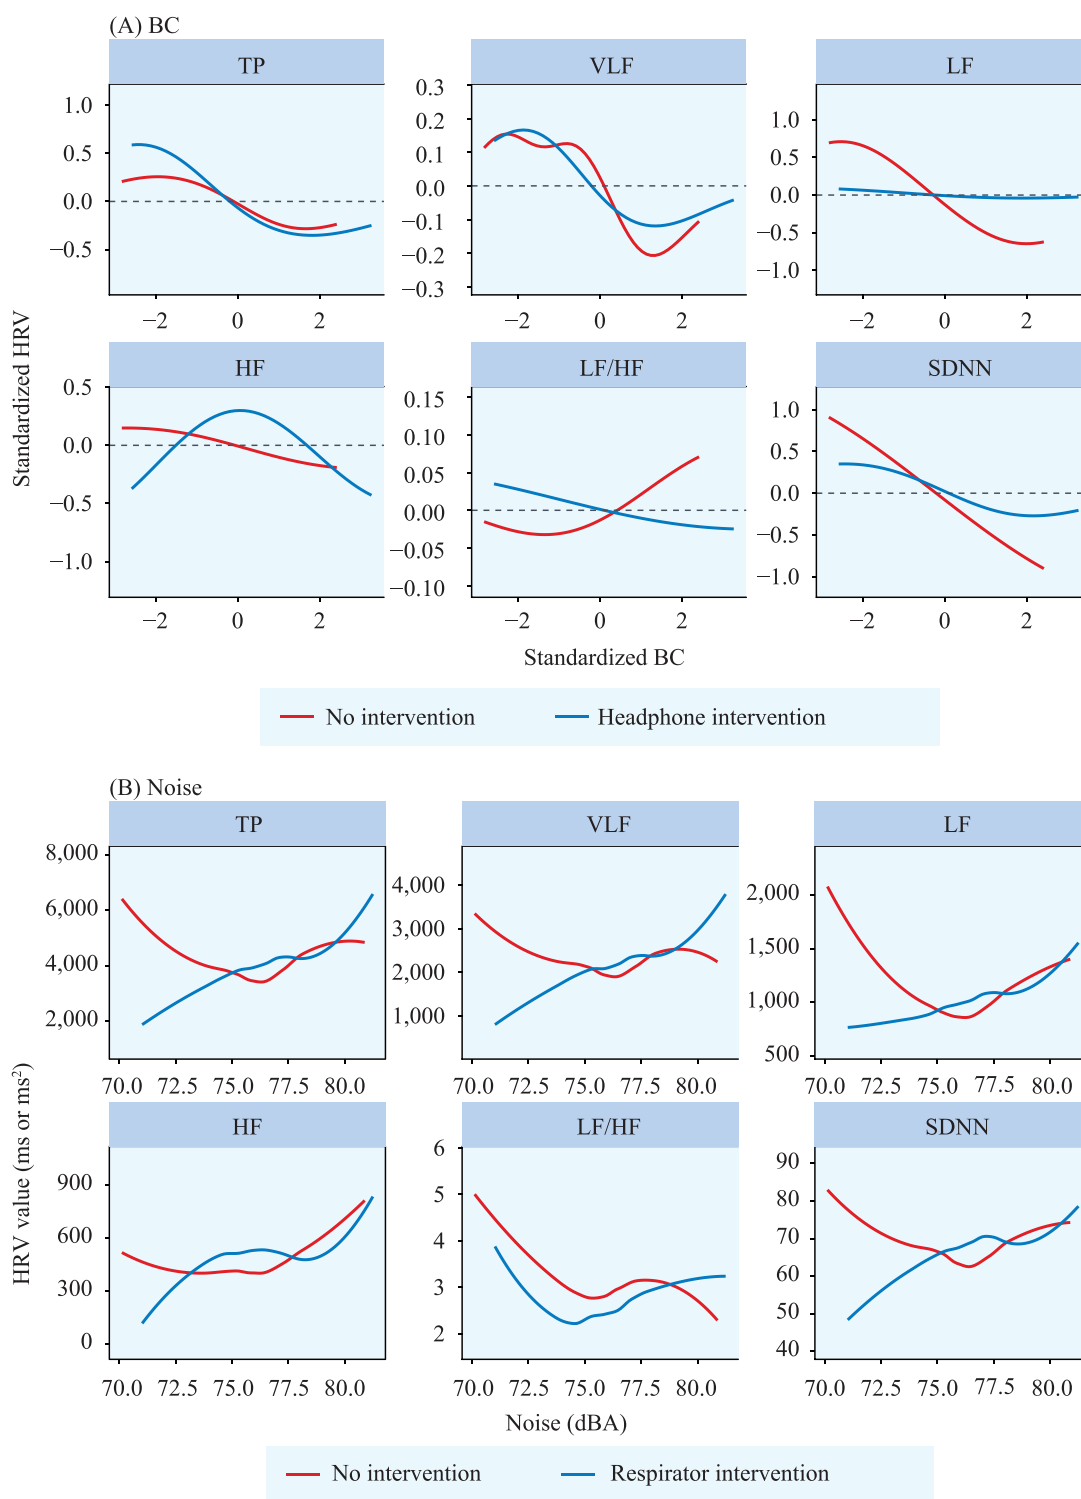 (A) BC
TP
VLF
LF
1.0
0.5
0.0
−0.5
0.3
0.2
0.1
0.0
−0.1
−0.2
−0.3
1.0
0.5
0.0
−0.5
−1.0
−2 0 2
−2 0 2
−2 0 2
Standardized HRV
HF
LF/HF
SDNN
0.5
0.0
−0.5
−1.0
0.15
0.10
0.05
0.00
−0.05
−0.10
1.0
0.5
0.0
−0.5
−1.0
−2 0 2
−2 0 2
−2 0 2
Standardized BC
No intervention
Headphone intervention
(B) Noise
TP
VLF
LF
8,000
6,000
4,000
2,000
4,000
3,000
2,000
1,000
2,000
1,500
1,000
500
70.0 72.5 75.0 77.5 80.0
70.0 72.5 75.0 77.5 80.0
70.0 72.5 75.0 77.5 80.0
HRV value (ms or ms²)
HF
LF/HF
SDNN
900
600
300
0
6
5
4
3
2
90
80
70
60
50
40
70.0 72.5 75.0 77.5 80.0
70.0 72.5 75.0 77.5 80.0
70.0 72.5 75.0 77.5 80.0
Noise (dBA)
No intervention
Respirator intervention